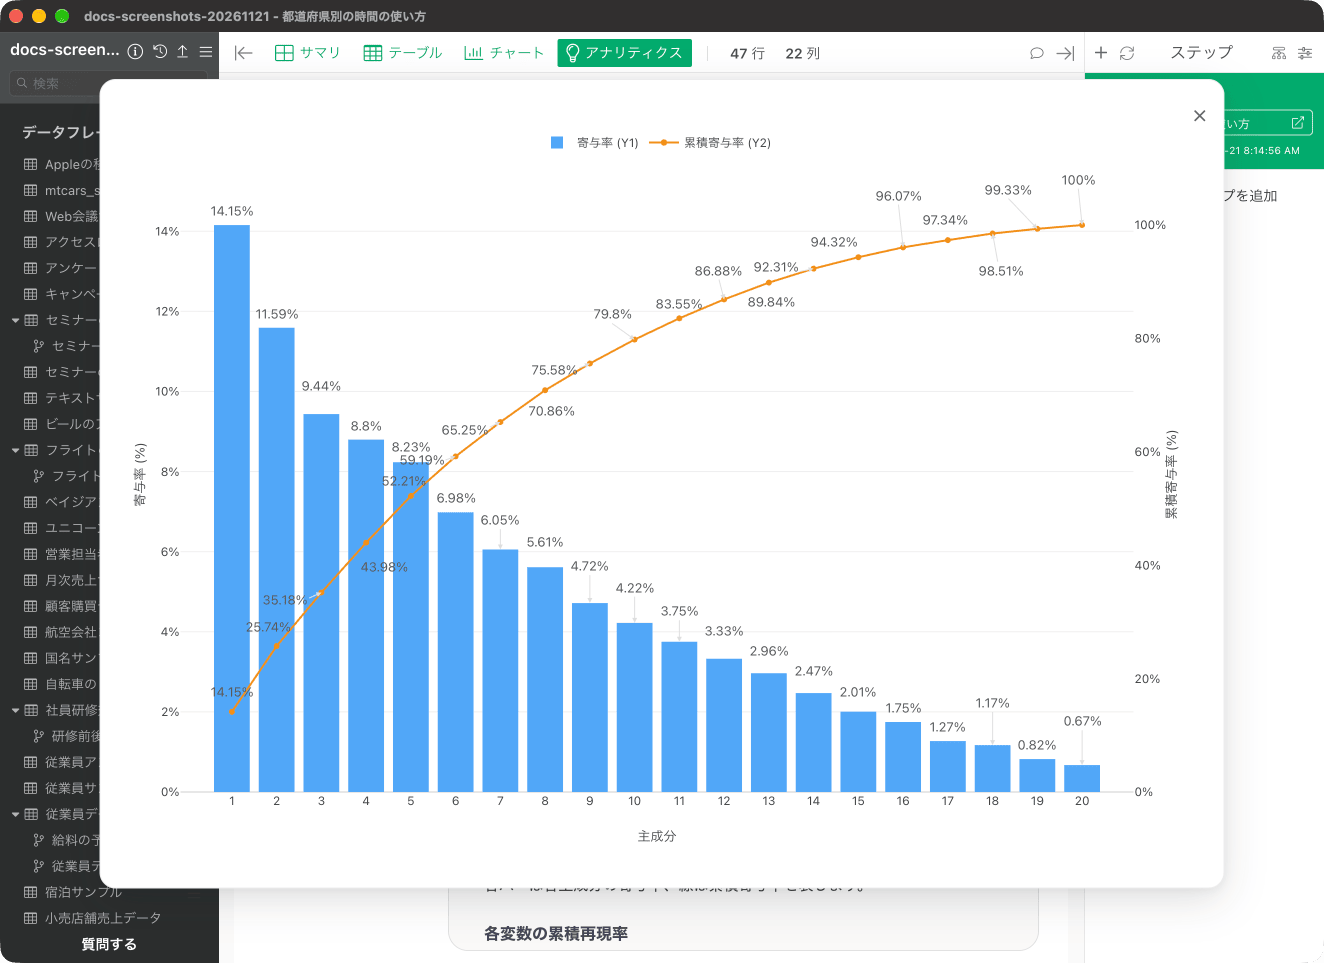 docs-screenshots-20261121 - 都道府県別の時間の使い方
docs-screen...
サマリ
テーブル
チャート
アナリティクス
47 行
22 列
ステップ
検索
データフレー
Appleの
mtcars_s
Web会議
アクセス
アンケー
キャンペー
セミナー
セミナー
セミナー
テキスト
ビールの
フライト
フライト
ベイジア
ユニコー
営業担当
月次売上
顧客購買
航空会社
国名サン
自転車の
社員研修
研修前後
従業員ア
従業員サ
従業員デ
給料の予
従業員デ
宿泊サンプル
小売店舗売上データ
質問する
い方
-21 8:14:56 AM
プを追加
寄与率 (Y1)
累積寄与率 (Y2)
寄与率 (%)
14%
12%
10%
8%
6%
4%
2%
0%
14.15%
11.59%
9.44%
8.8%
8.23%
6.98%
6.05%
5.61%
4.72%
4.22%
3.75%
3.33%
2.96%
2.47%
2.01%
1.75%
1.27%
1.17%
0.82%
0.67%
14.15%
25.74%
35.18%
43.98%
52.21%
59.19%
65.25%
70.86%
75.58%
79.8%
83.55%
86.88%
89.84%
92.31%
94.32%
96.07%
97.34%
98.51%
99.33%
100%
100%
80%
60%
40%
20%
0%
累積寄与率 (%)
1 2 3 4 5 6 7 8 9 10 11 12 13 14 15 16 17 18 19 20
主成分
各変数の累積再現率